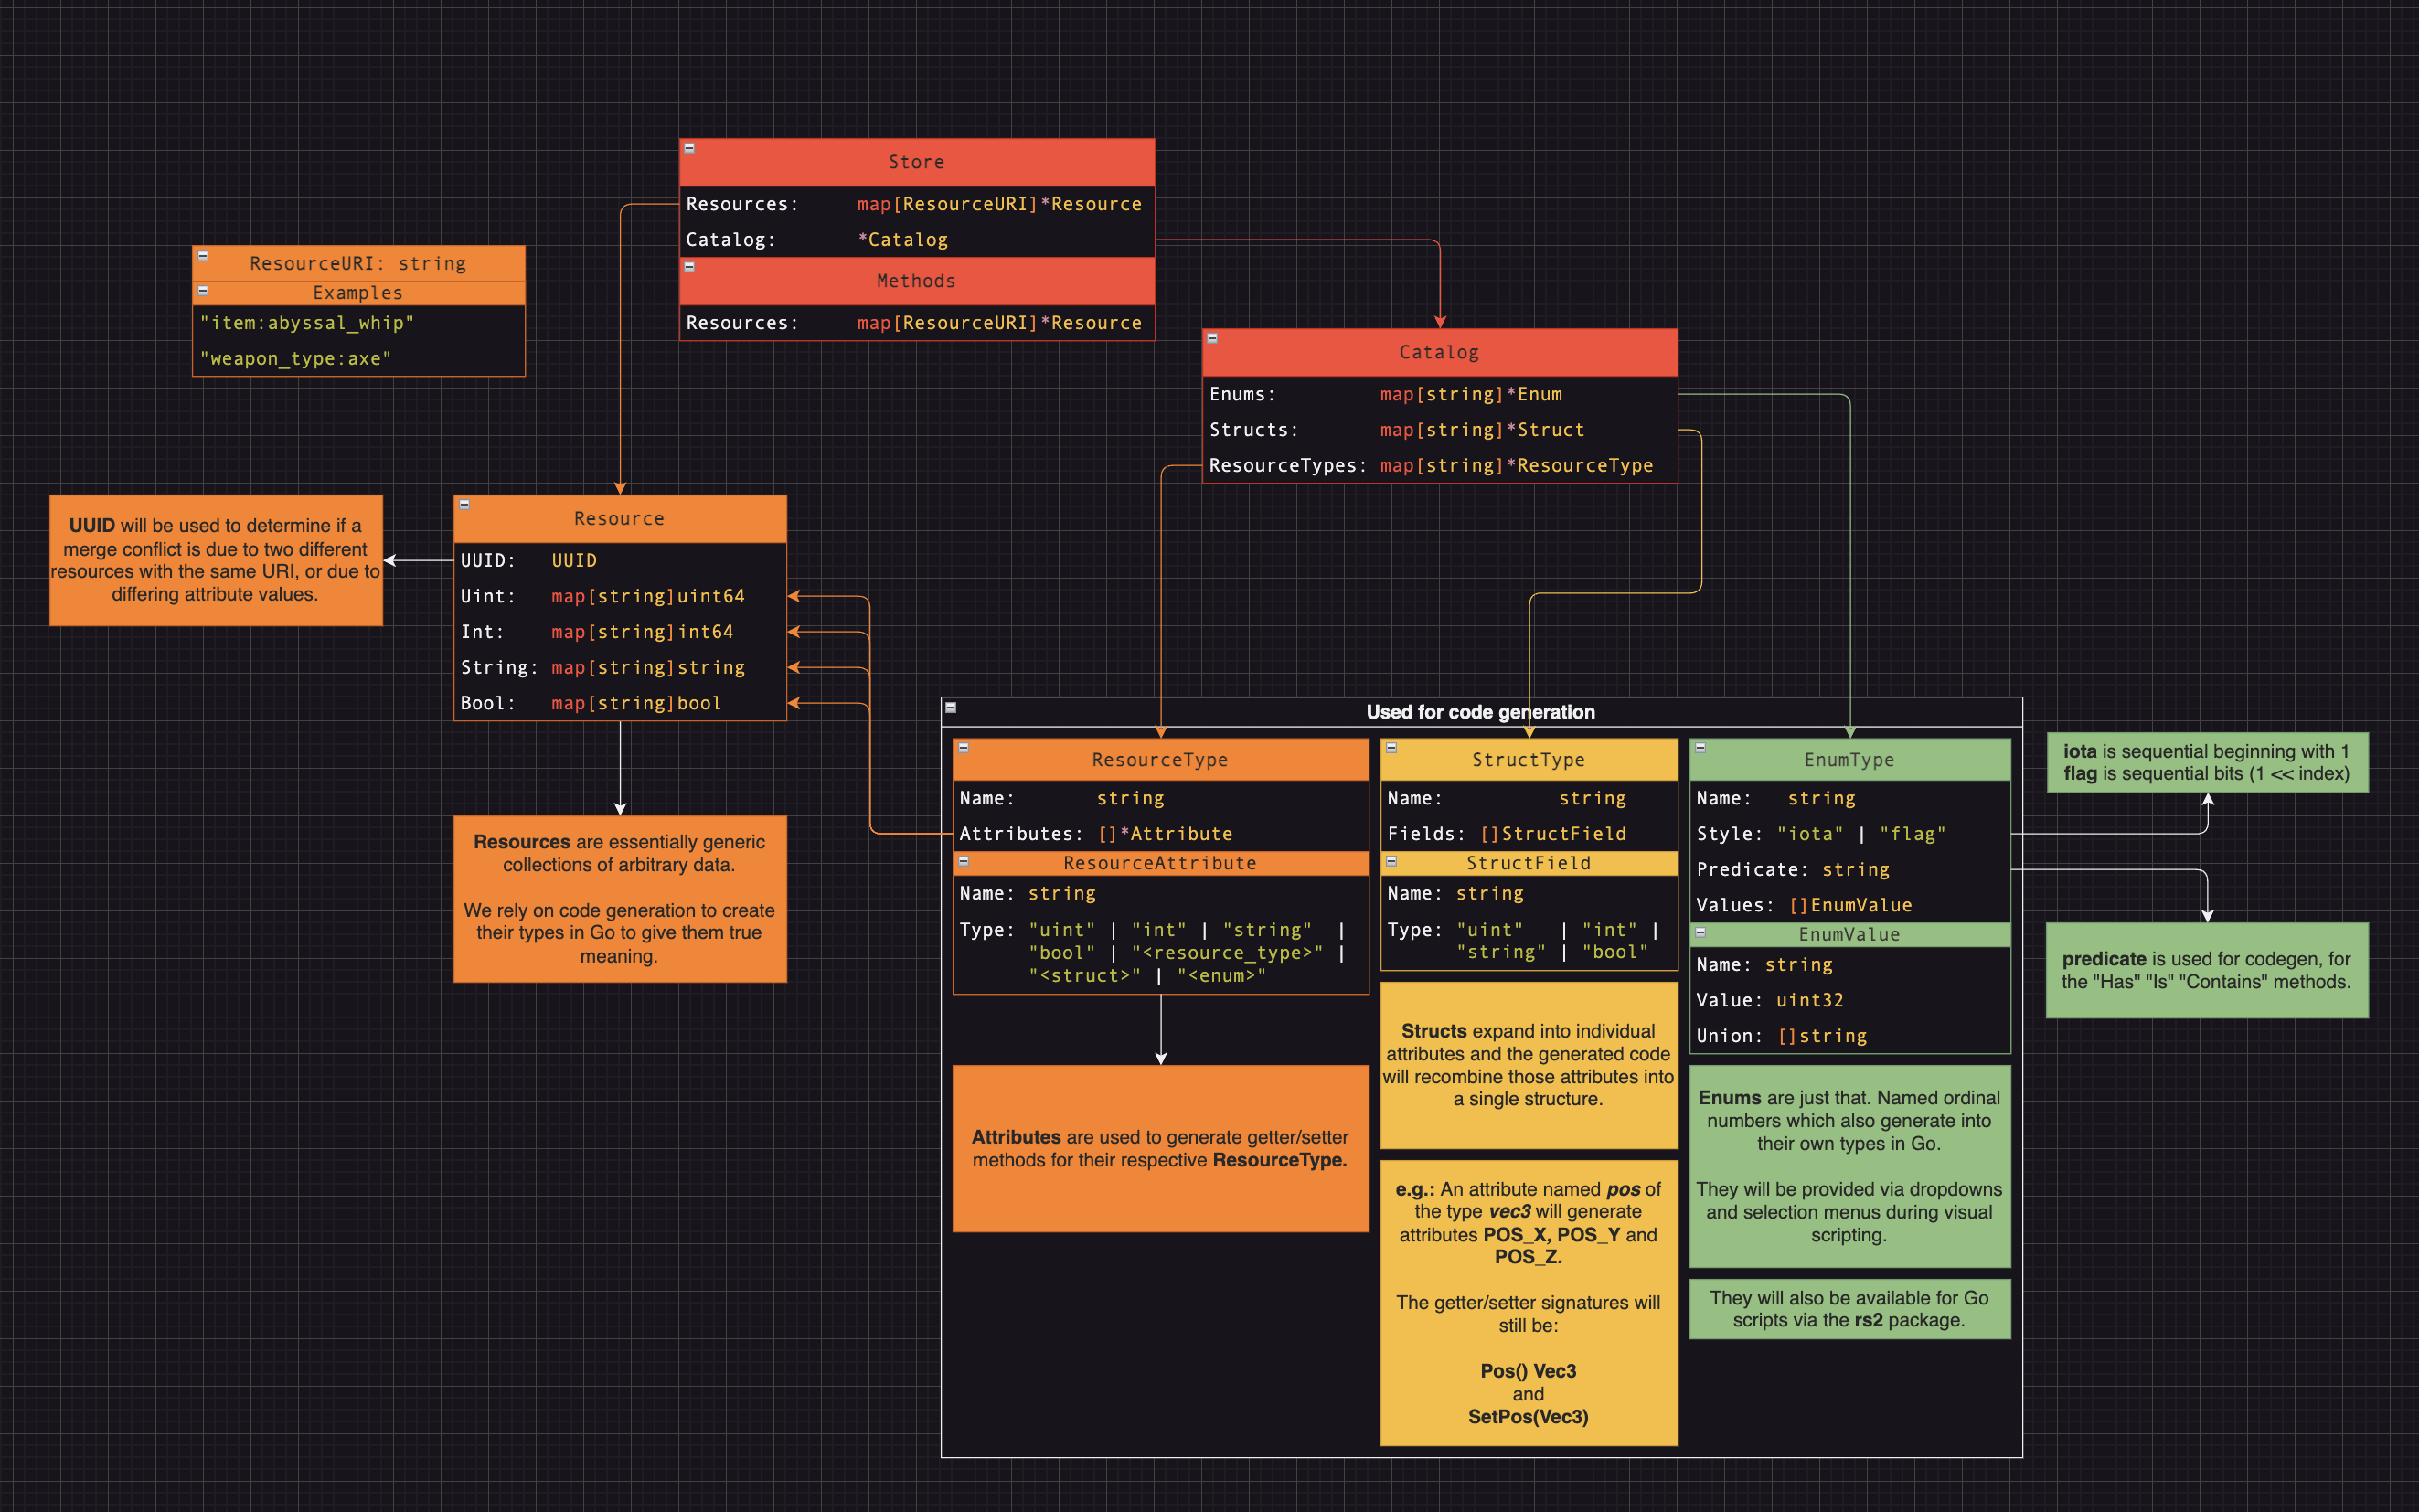 Store
Resources: map[ResourceURI]*Resource
Catalog: *Catalog
Methods
Resources: map[ResourceURI]*Resource
ResourceURI: string
Examples
"item:abyssal_whip"
"weapon_type:axe"
Catalog
Enums: map[string]*Enum
Structs: map[string]*Struct
ResourceTypes: map[string]*ResourceType
UUID will be used to determine if a
merge conflict is due to two different
resources with the same URI, or due to
differing attribute values.
Resource
UUID: UUID
Uint: map[string]uint64
Int: map[string]int64
String: map[string]string
Bool: map[string]bool
Resources are essentially generic
collections of arbitrary data.
We rely on code generation to create
their types in Go to give them true
meaning.
Used for code generation
ResourceType
Name: string
Attributes: []*Attribute
ResourceAttribute
Name: string
Type: "uint" | "int" | "string" |
"bool" | "<resource_type>" |
"<struct>" | "<enum>"
Attributes are used to generate getter/setter
methods for their respective ResourceType.
StructType
Name: string
Fields: []StructField
StructField
Name: string
Type: "uint" | "int" |
"string" | "bool"
Structs expand into individual
attributes and the generated code
will recombine those attributes into
a single structure.
e.g.: An attribute named pos of
the type vec3 will generate
attributes POS_X, POS_Y and
POS_Z.
The getter/setter signatures will
still be:
Pos() Vec3
and
SetPos(Vec3)
EnumType
Name: string
Style: "iota" | "flag"
Predicate: string
Values: []EnumValue
EnumValue
Name: string
Value: uint32
Union: []string
Enums are just that. Named ordinal
numbers which also generate into
their own types in Go.
They will be provided via dropdowns
and selection menus during visual
scripting.
They will also be available for Go
scripts via the rs2 package.
iota is sequential beginning with 1
flag is sequential bits (1 << index)
predicate is used for codegen, for
the "Has" "Is" "Contains" methods.